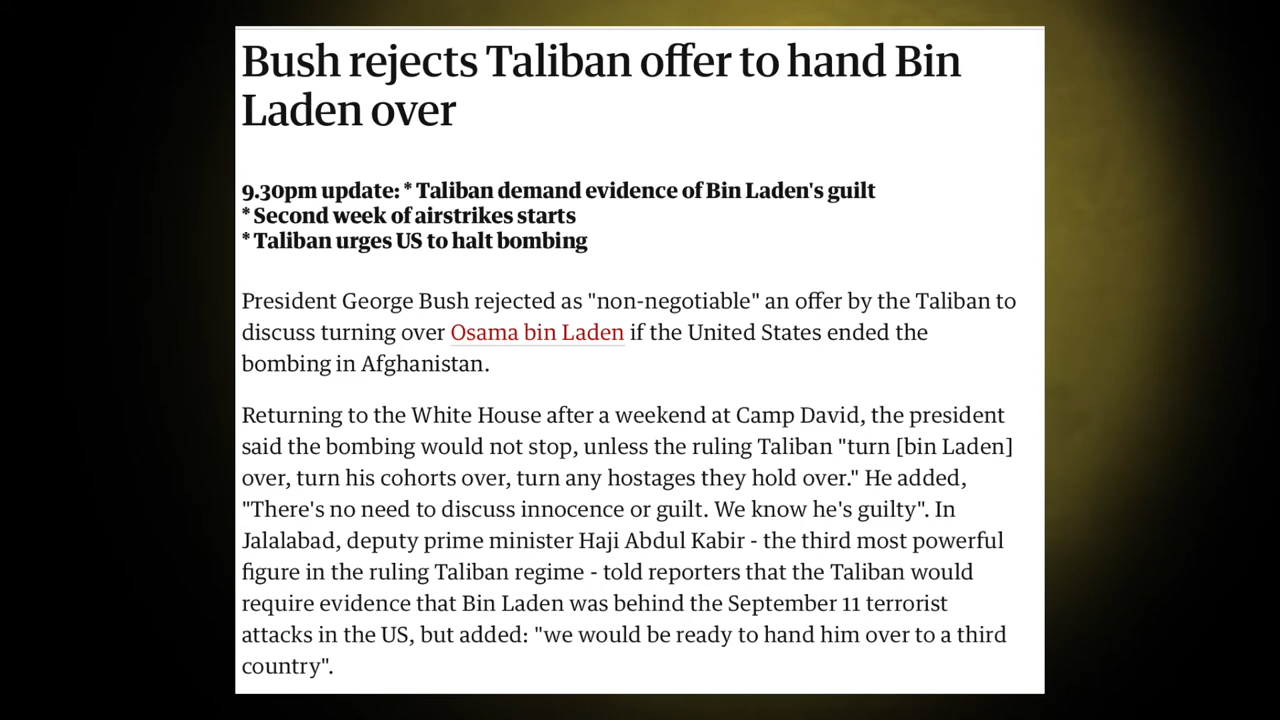 Bush rejects Taliban offer to hand Bin
Laden over
9.30pm update: * Taliban demand evidence of Bin Laden's guilt
* Second week of airstrikes starts
* Taliban urges US to halt bombing
President George Bush rejected as "non-negotiable" an offer by the Taliban to
discuss turning over Osama bin Laden if the United States ended the
bombing in Afghanistan.
Returning to the White House after a weekend at Camp David, the president
said the bombing would not stop, unless the ruling Taliban "turn [bin Laden]
over, turn his cohorts over, turn any hostages they hold over." He added,
"There's no need to discuss innocence or guilt. We know he's guilty". In
Jalalabad, deputy prime minister Haji Abdul Kabir - the third most powerful
figure in the ruling Taliban regime - told reporters that the Taliban would
require evidence that Bin Laden was behind the September 11 terrorist
attacks in the US, but added: "we would be ready to hand him over to a third
country".